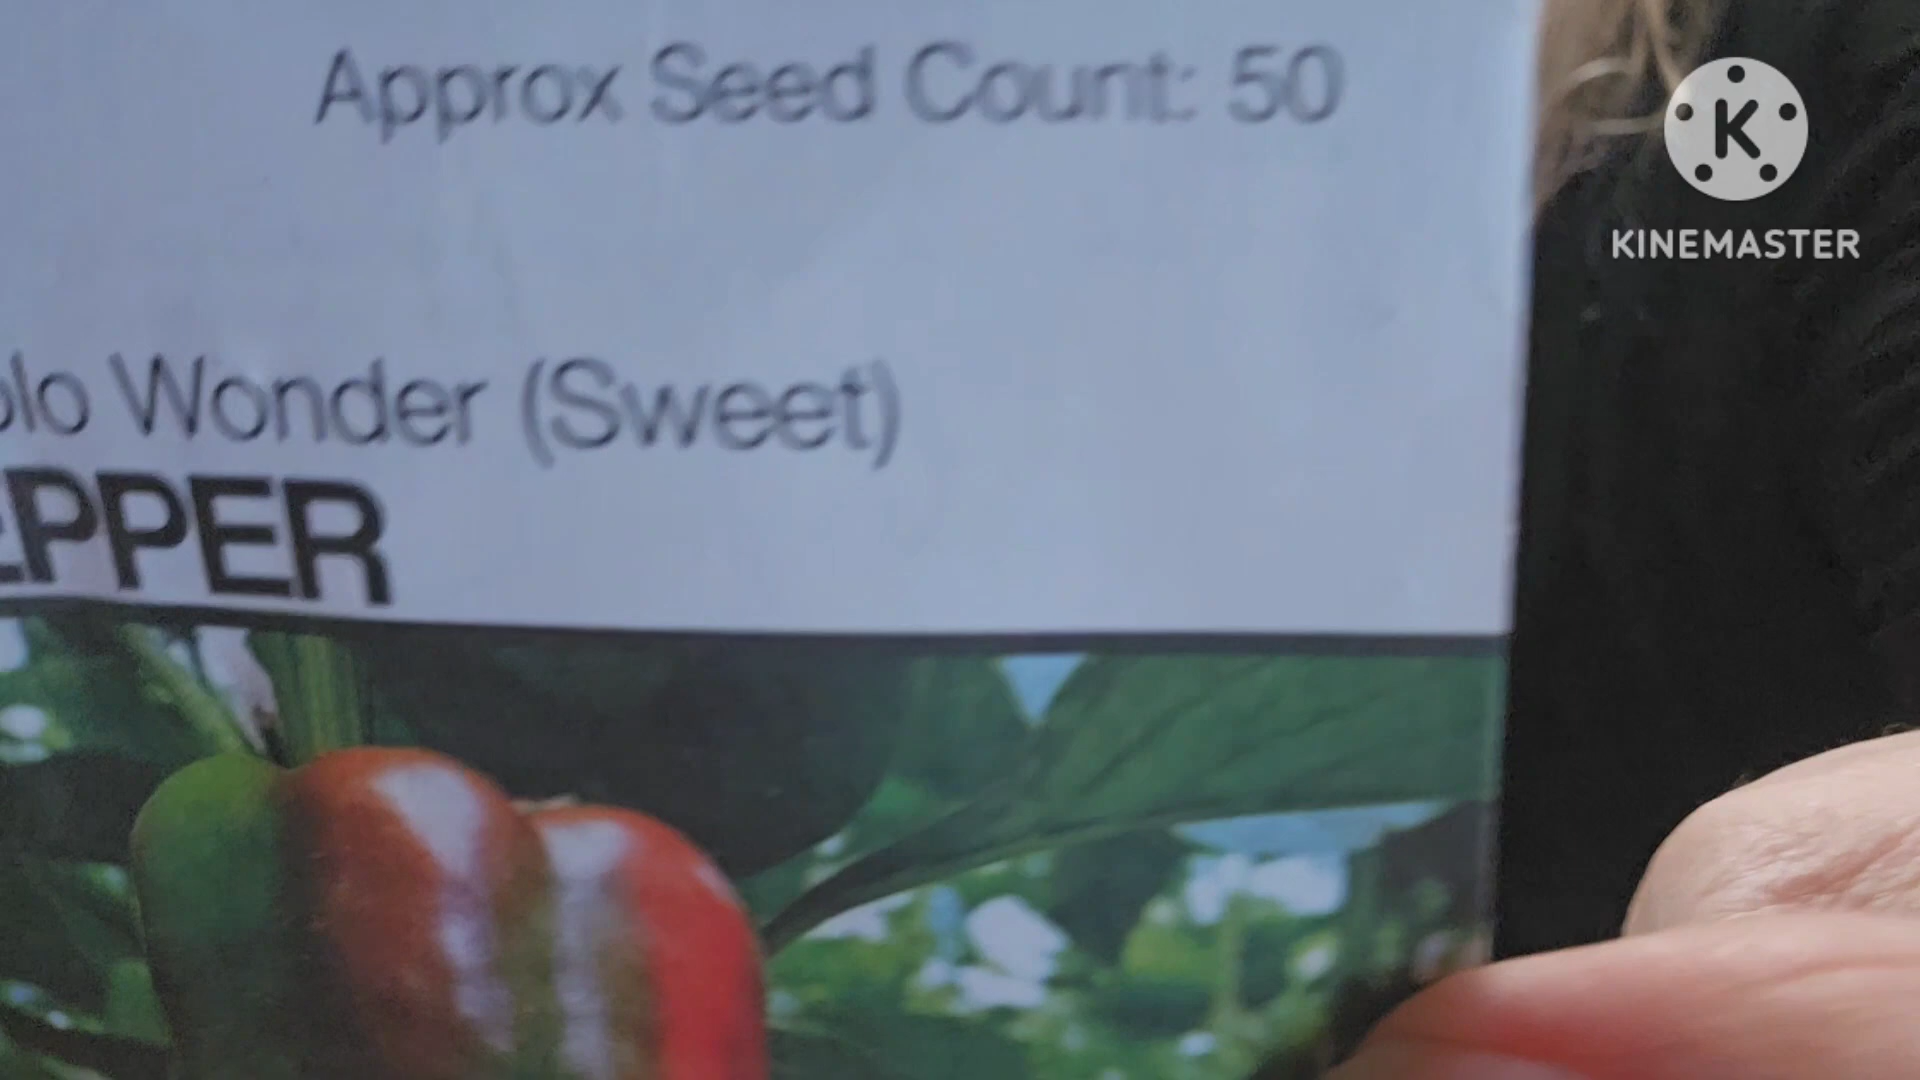 Approx Seed Count: 50
K
KINEMASTER
olo Wonder (Sweet)
EPPER